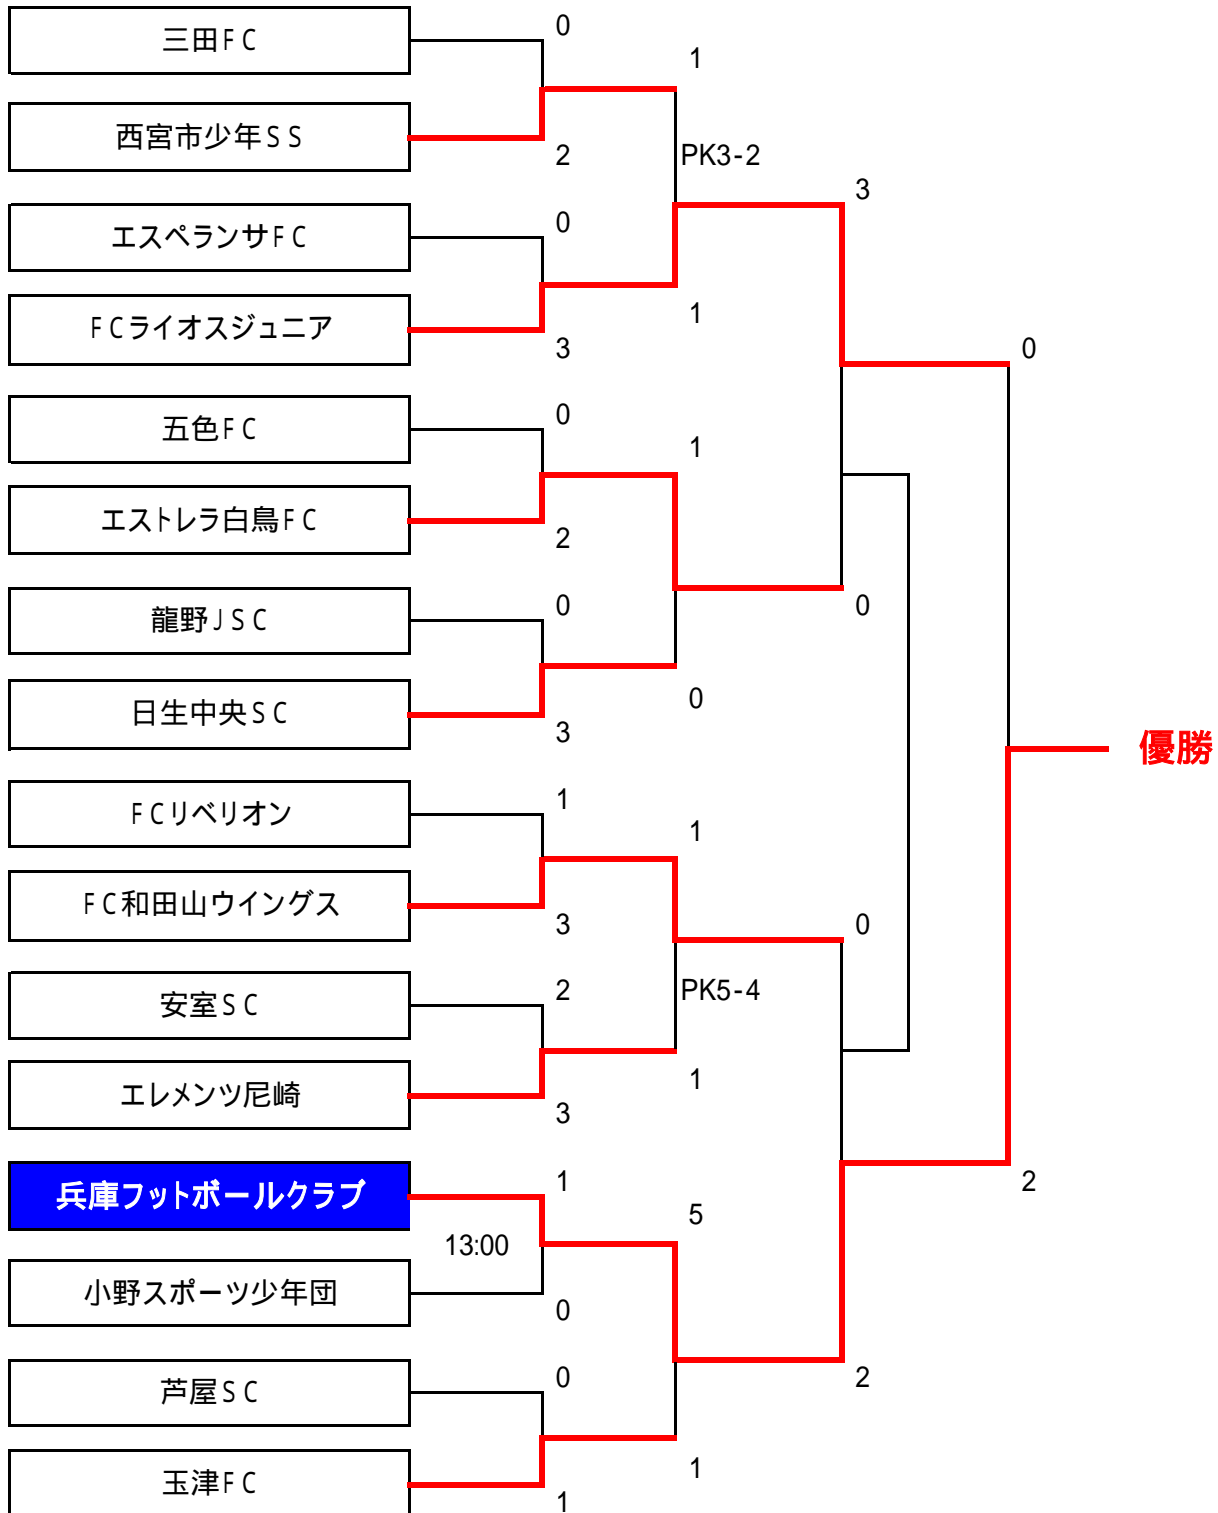 三田FC
0
1
西宮市少年SS
2
PK3-2
3
エスペランサFC
0
FCライオスジュニア
1
3
0
五色FC
0
1
エストレラ白鳥FC
2
龍野JSC
0
0
日生中央SC
0
3
優勝
FCリベリオン
1
1
FC和田山ウイングス
3
0
安室SC
2
PK5-4
エレメンツ尼崎
1
3
兵庫フットボールクラブ
1
2
5
13:00
小野スポーツ少年団
0
芦屋SC
0
2
玉津FC
1
1